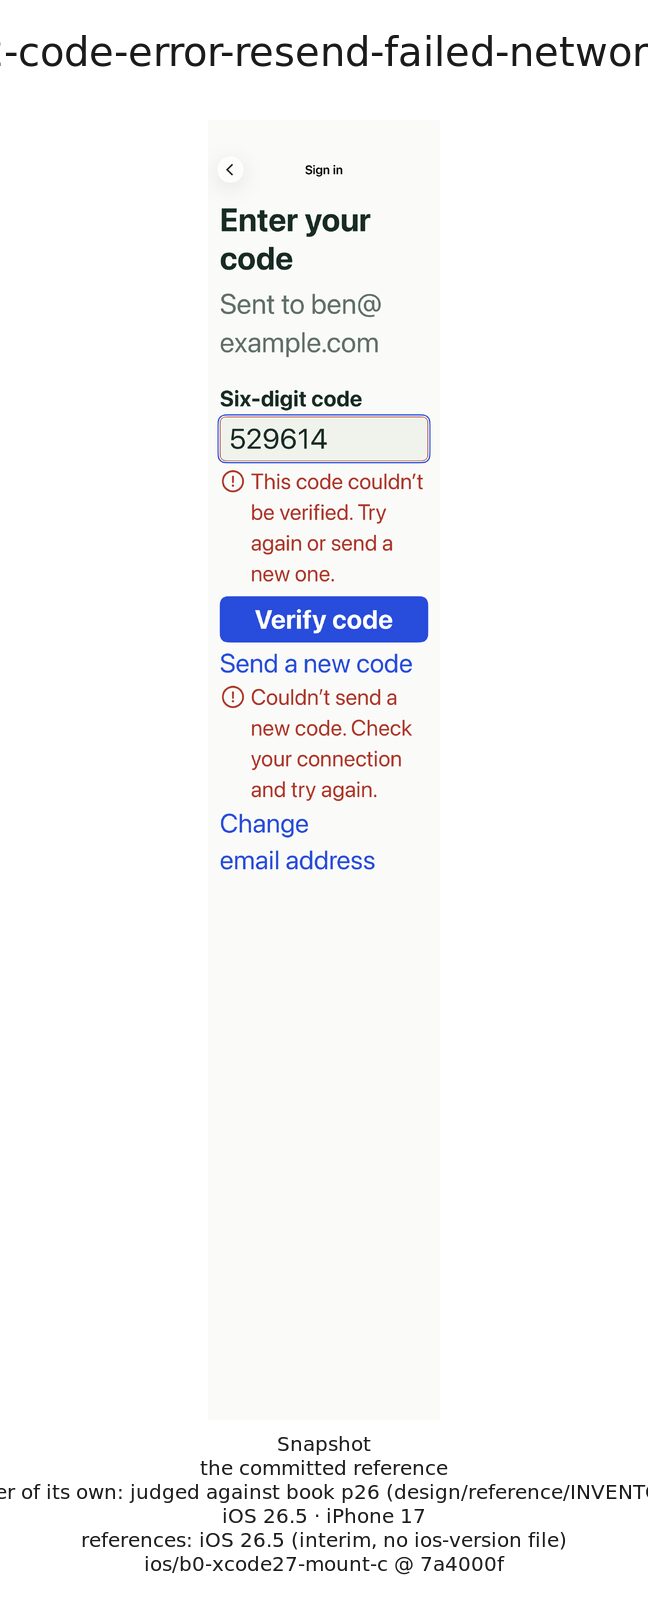 -code-error-resend-failed-networ
Sign in
Enter your
code
Sent to ben@
example.com
Six-digit code
529614
This code couldn’t
be verified. Try
again or send a
new one.
Verify code
Send a new code
Couldn’t send a
new code. Check
your connection
and try again.
Change
email address
Snapshot
the committed reference
er of its own: judged against book p26 (design/reference/INVENTO
iOS 26.5 · iPhone 17
references: iOS 26.5 (interim, no ios-version file)
ios/b0-xcode27-mount-c @ 7a4000f